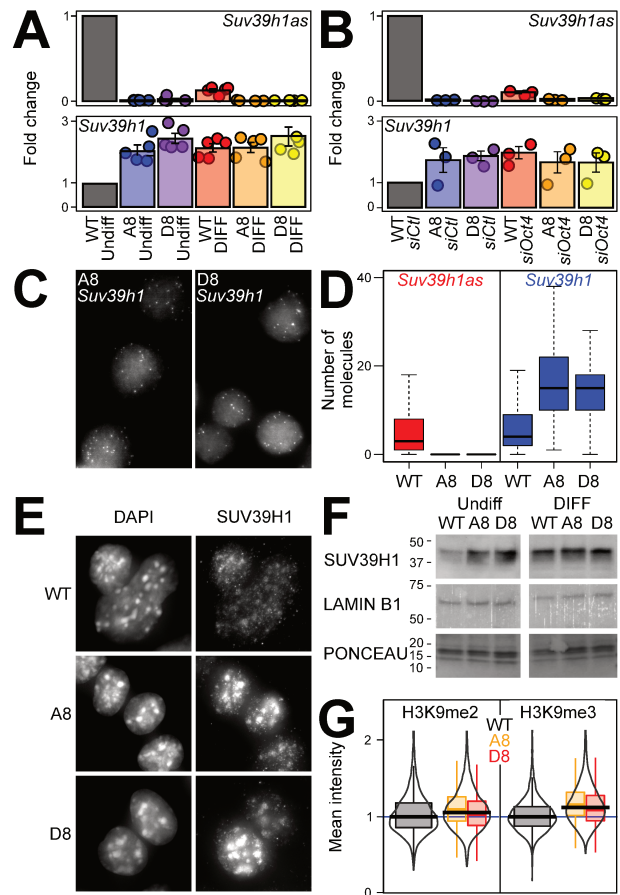 A
Suv39h1as
Fold change
1
0
Suv39h1
3
1
0
WT Undiff
A8 Undiff
D8 Undiff
WT DIFF
A8 DIFF
D8 DIFF
B
Suv39h1as
Fold change
1
0
Suv39h1
3
1
0
WT siCtl
A8 siCtl
D8 siCtl
WT siOct4
A8 siOct4
D8 siOct4
C
A8
Suv39h1
D8
Suv39h1
D
Suv39h1as
Suv39h1
Number of
molecules
40
20
0
WT A8 D8 WT A8 D8
E
DAPI
SUV39H1
WT
A8
D8
F
Undiff DIFF
WT A8 D8 WT A8 D8
SUV39H1
50
37
LAMIN B1
75
50
PONCEAU
20
15
10
G
H3K9me2
H3K9me3
WT
A8
D8
Mean intensity
2
1
0